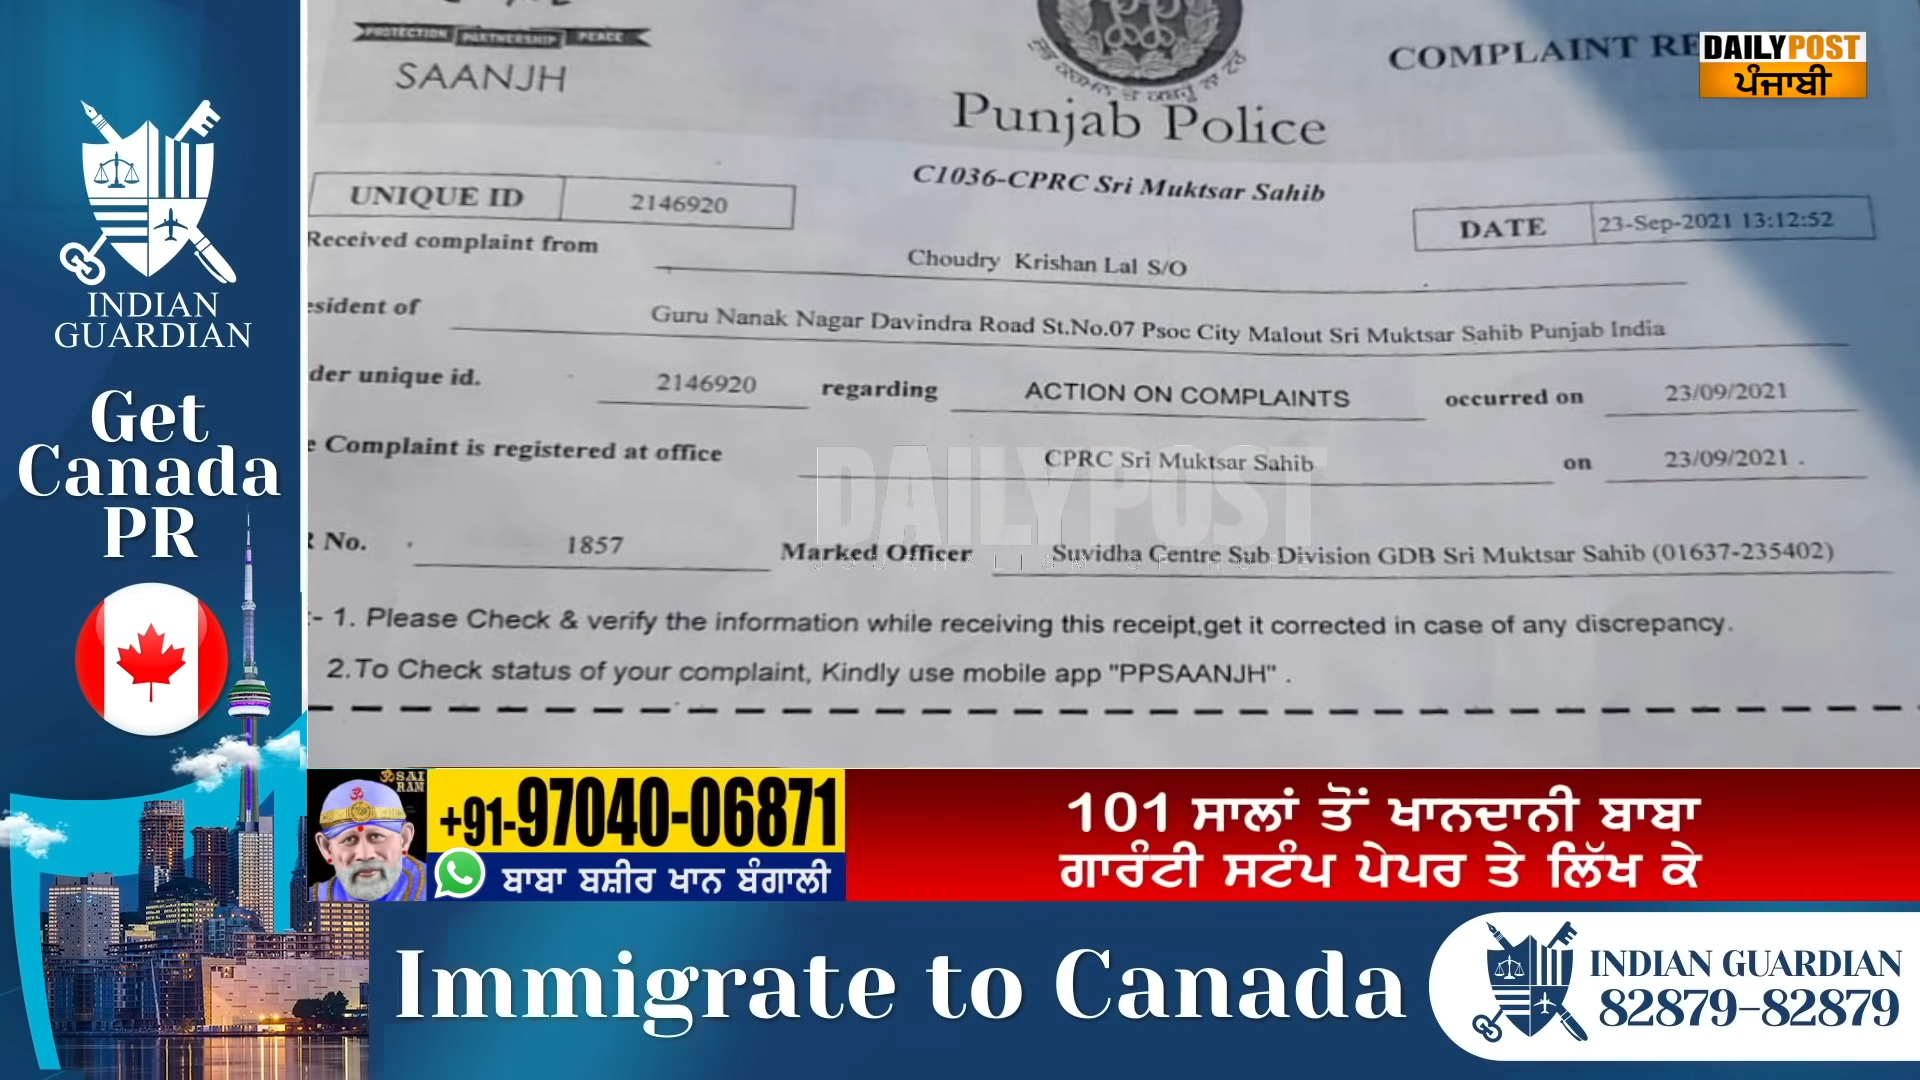 INDIAN
GUARDIAN
Get
Canada
PR
PROTECTION PARTNERSHIP PEACE
SAANJH
Punjab Police
COMPLAINT
DAILYPOST
ਪੰਜਾਬੀ
C1036-CPRC Sri Muktsar Sahib
UNIQUE ID 2146920
DATE 23-Sep-2021 13:12:52
Received complaint from Choudry Krishan Lal S/O
esident of Guru Nanak Nagar Davindra Road St.No.07 Psoc City Malout Sri Muktsar Sahib Punjab India
der unique id. 2146920 regarding ACTION ON COMPLAINTS occurred on 23/09/2021
e Complaint is registered at office CPRC Sri Muktsar Sahib on 23/09/2021 .
DAILYPOST
R No. 1857 Marked Officer Suvidha Centre Sub Division GDB Sri Muktsar Sahib (01637-235402)
:- 1. Please Check & verify the information while receiving this receipt,get it corrected in case of any discrepancy.
2.To Check status of your complaint, Kindly use mobile app "PPSAANJH" .
ॐ SAI
RAM
+91-97040-06871
ਬਾਬਾ ਬਸ਼ੀਰ ਖਾਨ ਬੰਗਾਲੀ
101 ਸਾਲਾਂ ਤੋਂ ਖਾਨਦਾਨੀ ਬਾਬਾ
ਗਾਰੰਟੀ ਸਟੰਪ ਪੇਪਰ ਤੇ ਲਿੱਖ ਕੇ
Immigrate to Canada
INDIAN GUARDIAN
82879-82879